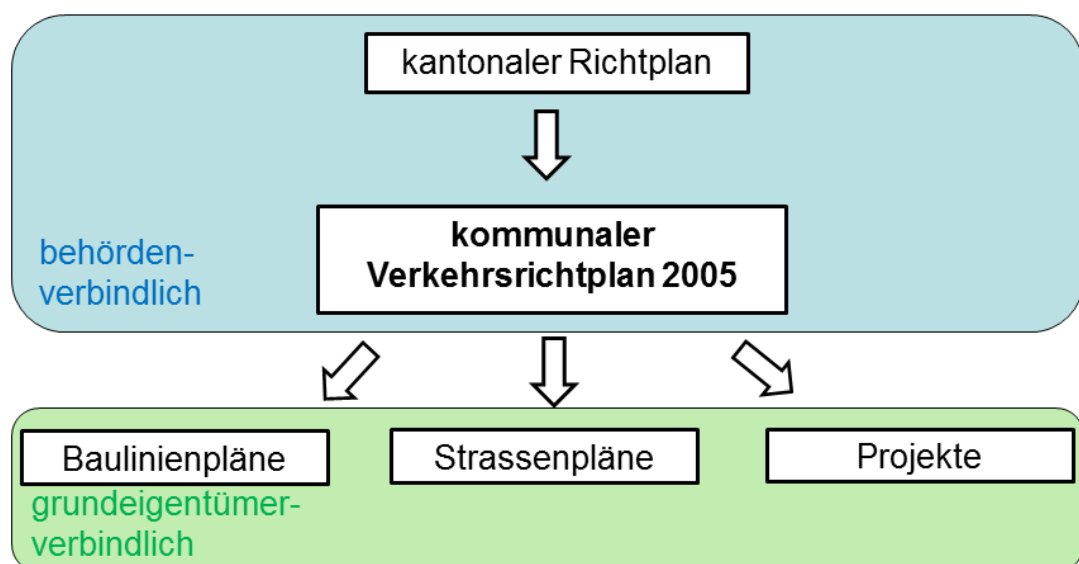 kantonaler Richtplan
kommunaler
Verkehrsrichtplan 2005
behörden-
verbindlich
Baulinienpläne
Strassenpläne
Projekte
grundeigentümer-
verbindlich